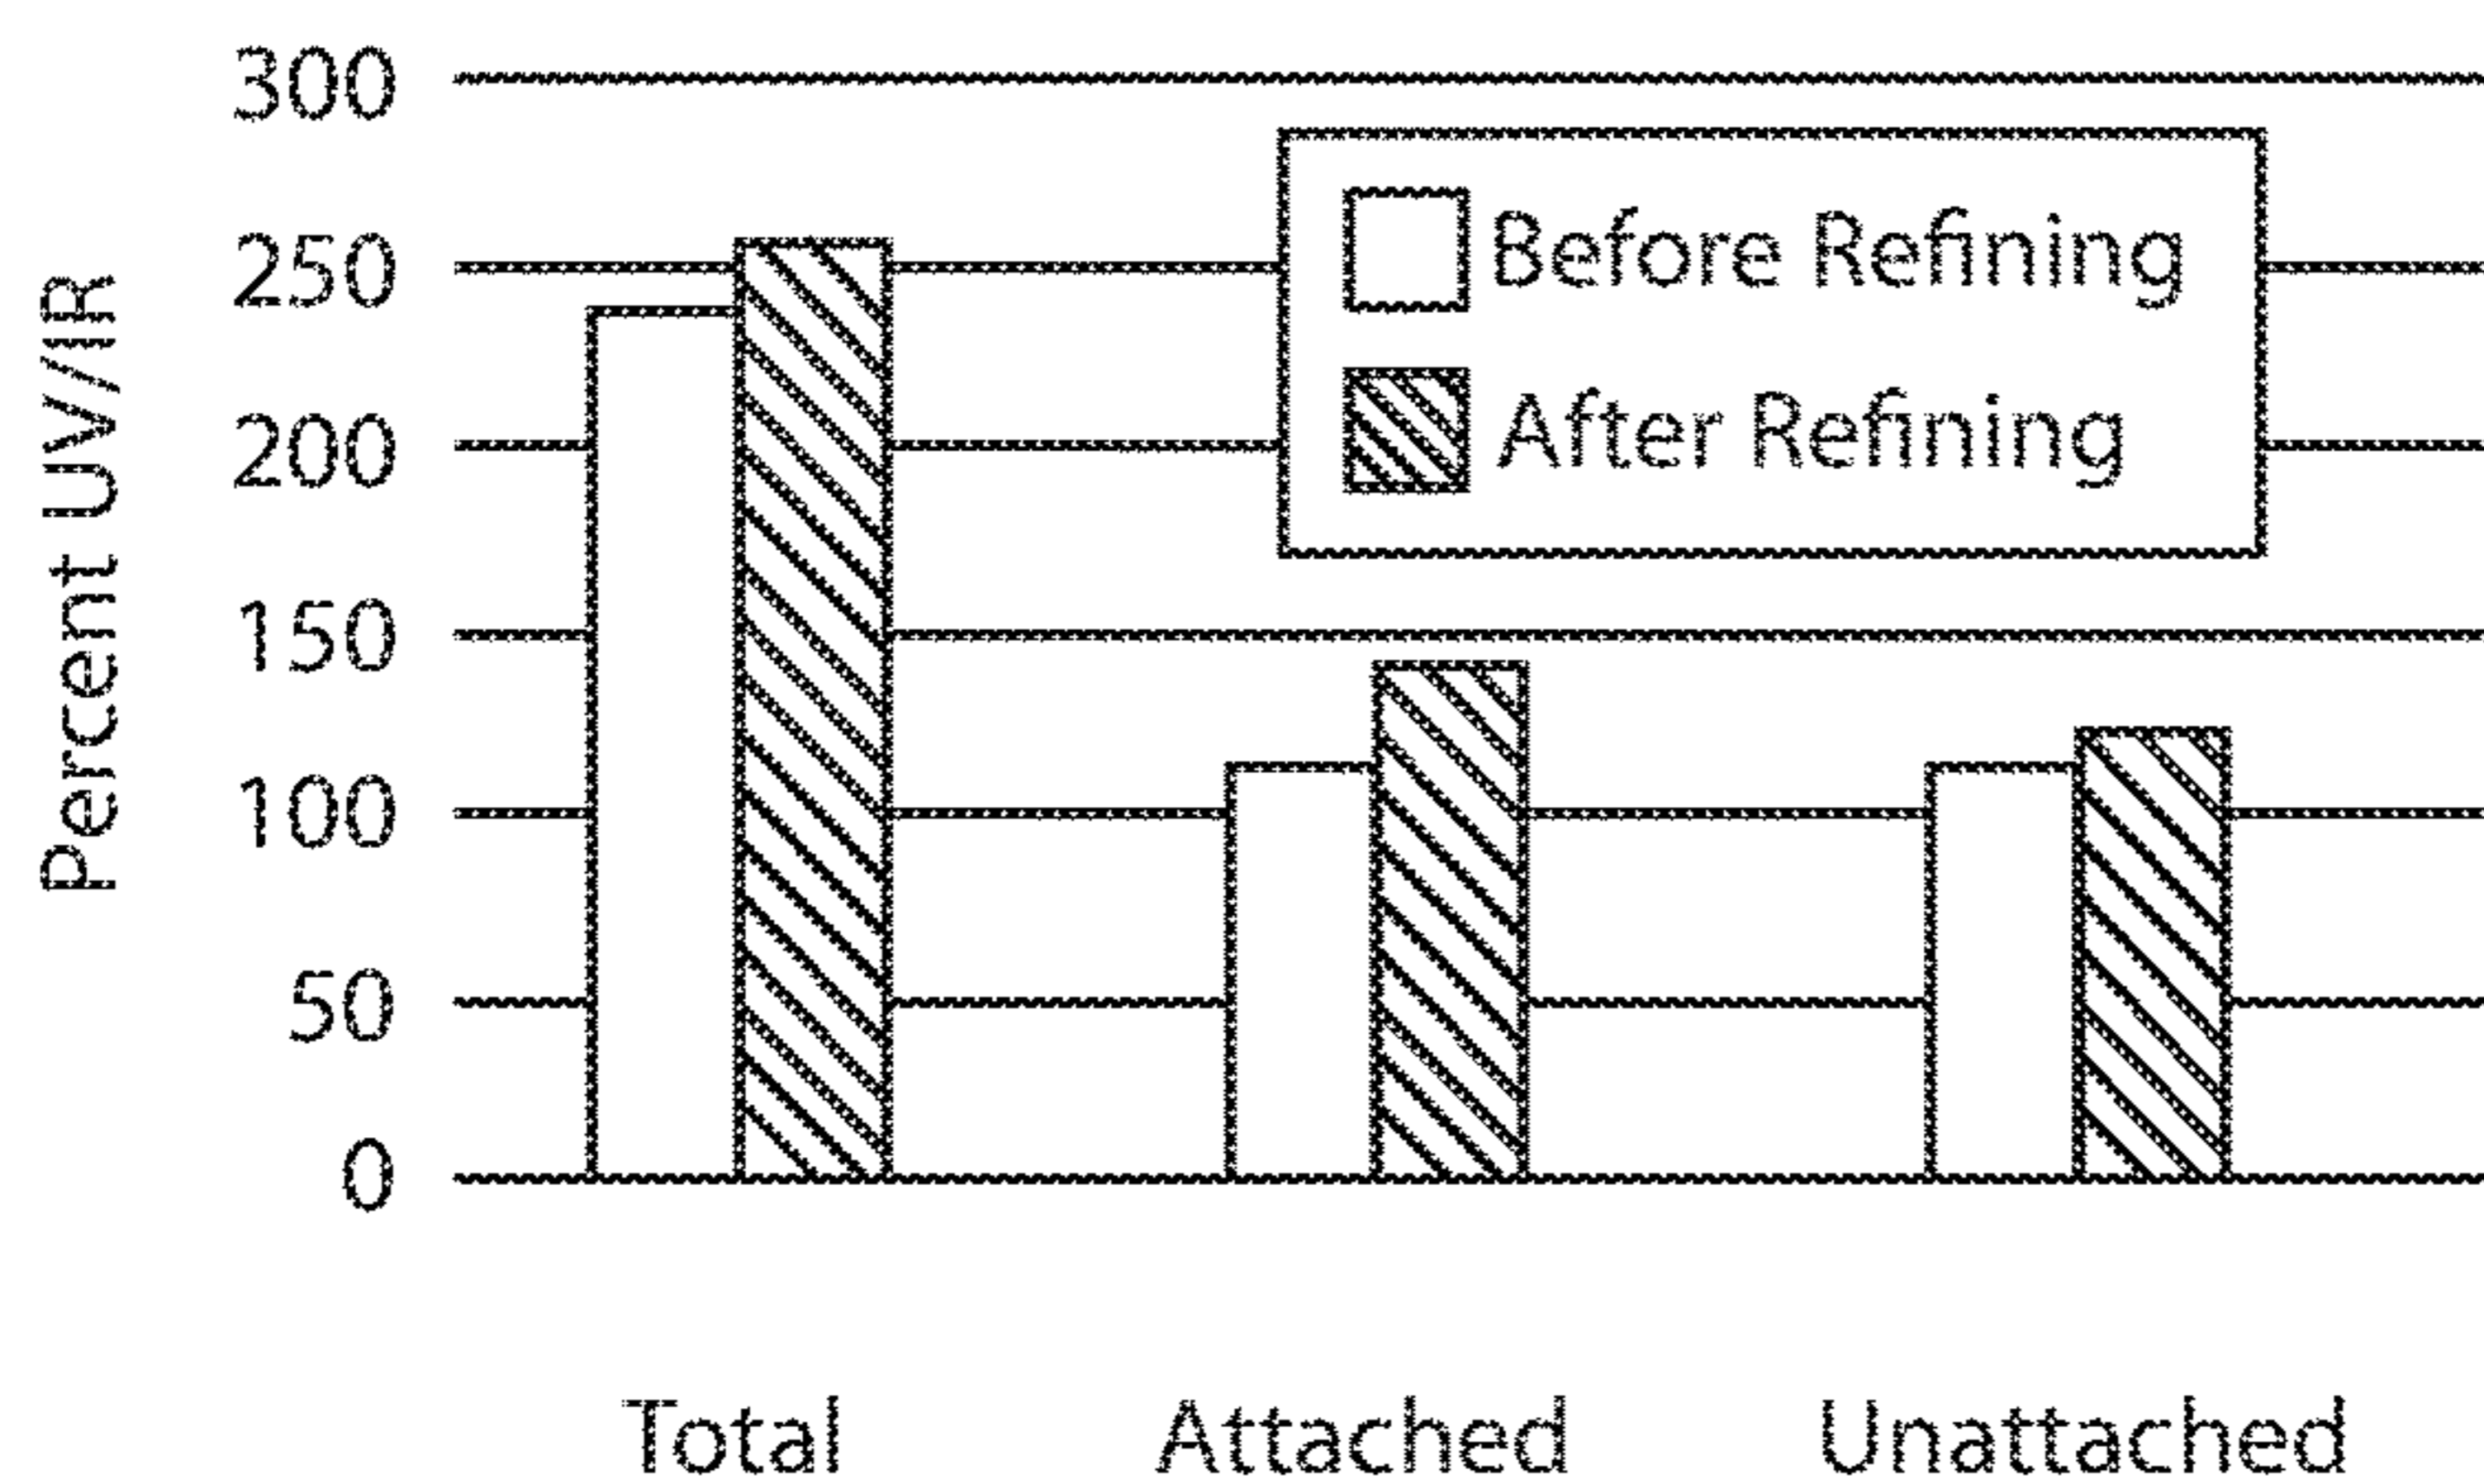 Percent UV/IR
300
250
200
150
100
50
0
Before Refining
After Refining
Total Attached Unattached